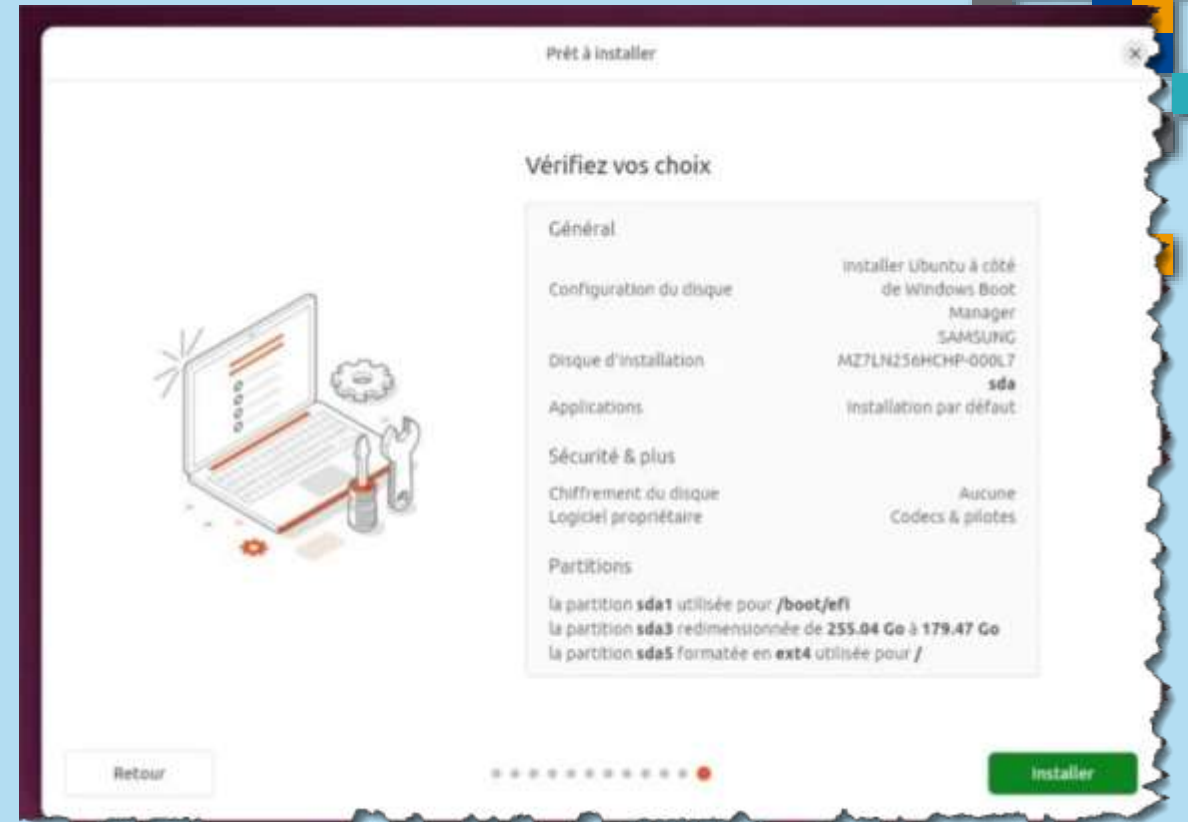 Prêt à installer
Vérifiez vos choix
Général
Configuration du disque
Installer Ubuntu à côté
de Windows Boot
Manager
Disque d'installation
SAMSUNG
MZ7LN256HCHP-000L7
sda
Applications
Installation par défaut
Sécurité & plus
Chiffrement du disque
Aucune
Logiciel propriétaire
Codecs & pilotes
Partitions
la partition sda1 utilisée pour /boot/efi
la partition sda3 redimensionnée de 255.04 Go à 179.47 Go
la partition sda5 formatée en ext4 utilisée pour /
Retour
Installer